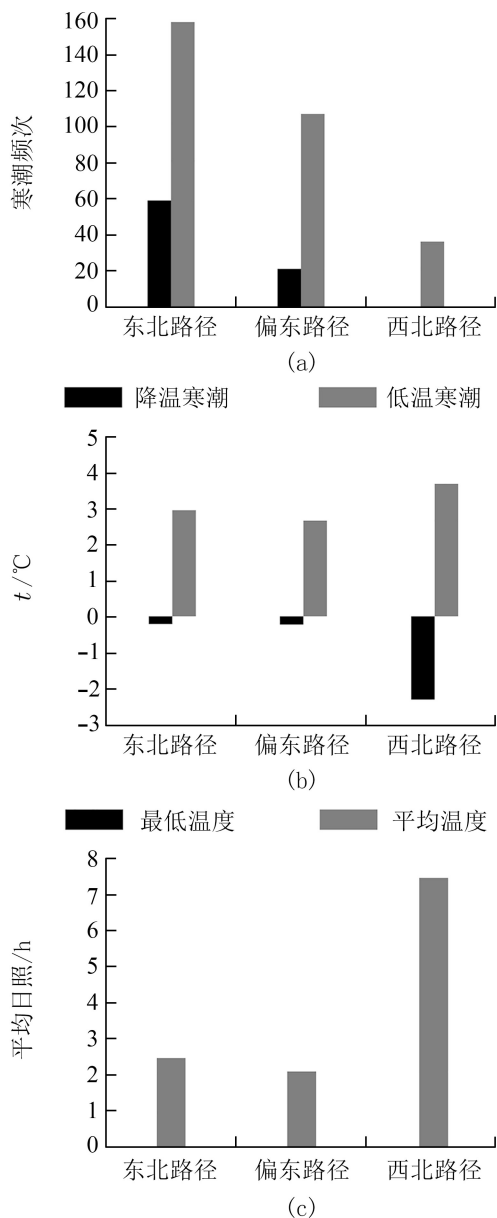 160
140
120
100
80
60
40
20
0
寒潮频次
东北路径 偏东路径 西北路径
(a)
降温寒潮 低温寒潮
5
4
3
2
1
0
-1
-2
-3
t/℃
东北路径 偏东路径 西北路径
(b)
最低温度 平均温度
8
7
6
5
4
3
2
1
0
平均日照/h
东北路径 偏东路径 西北路径
(c)